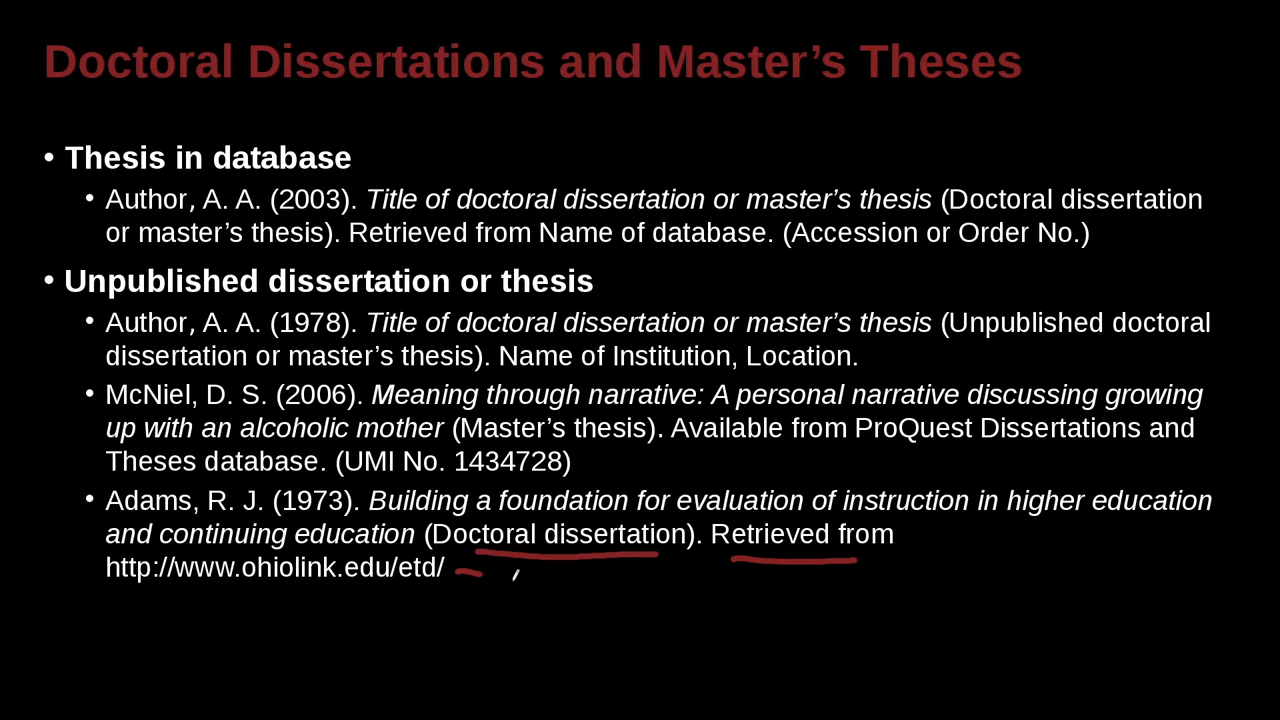 Doctoral Dissertations and Master’s Theses
• Thesis in database
• Author, A. A. (2003). Title of doctoral dissertation or master’s thesis (Doctoral dissertation
or master’s thesis). Retrieved from Name of database. (Accession or Order No.)
• Unpublished dissertation or thesis
• Author, A. A. (1978). Title of doctoral dissertation or master’s thesis (Unpublished doctoral
dissertation or master’s thesis). Name of Institution, Location.
• McNiel, D. S. (2006). Meaning through narrative: A personal narrative discussing growing
up with an alcoholic mother (Master’s thesis). Available from ProQuest Dissertations and
Theses database. (UMI No. 1434728)
• Adams, R. J. (1973). Building a foundation for evaluation of instruction in higher education
and continuing education (Doctoral dissertation). Retrieved from
http://www.ohiolink.edu/etd/